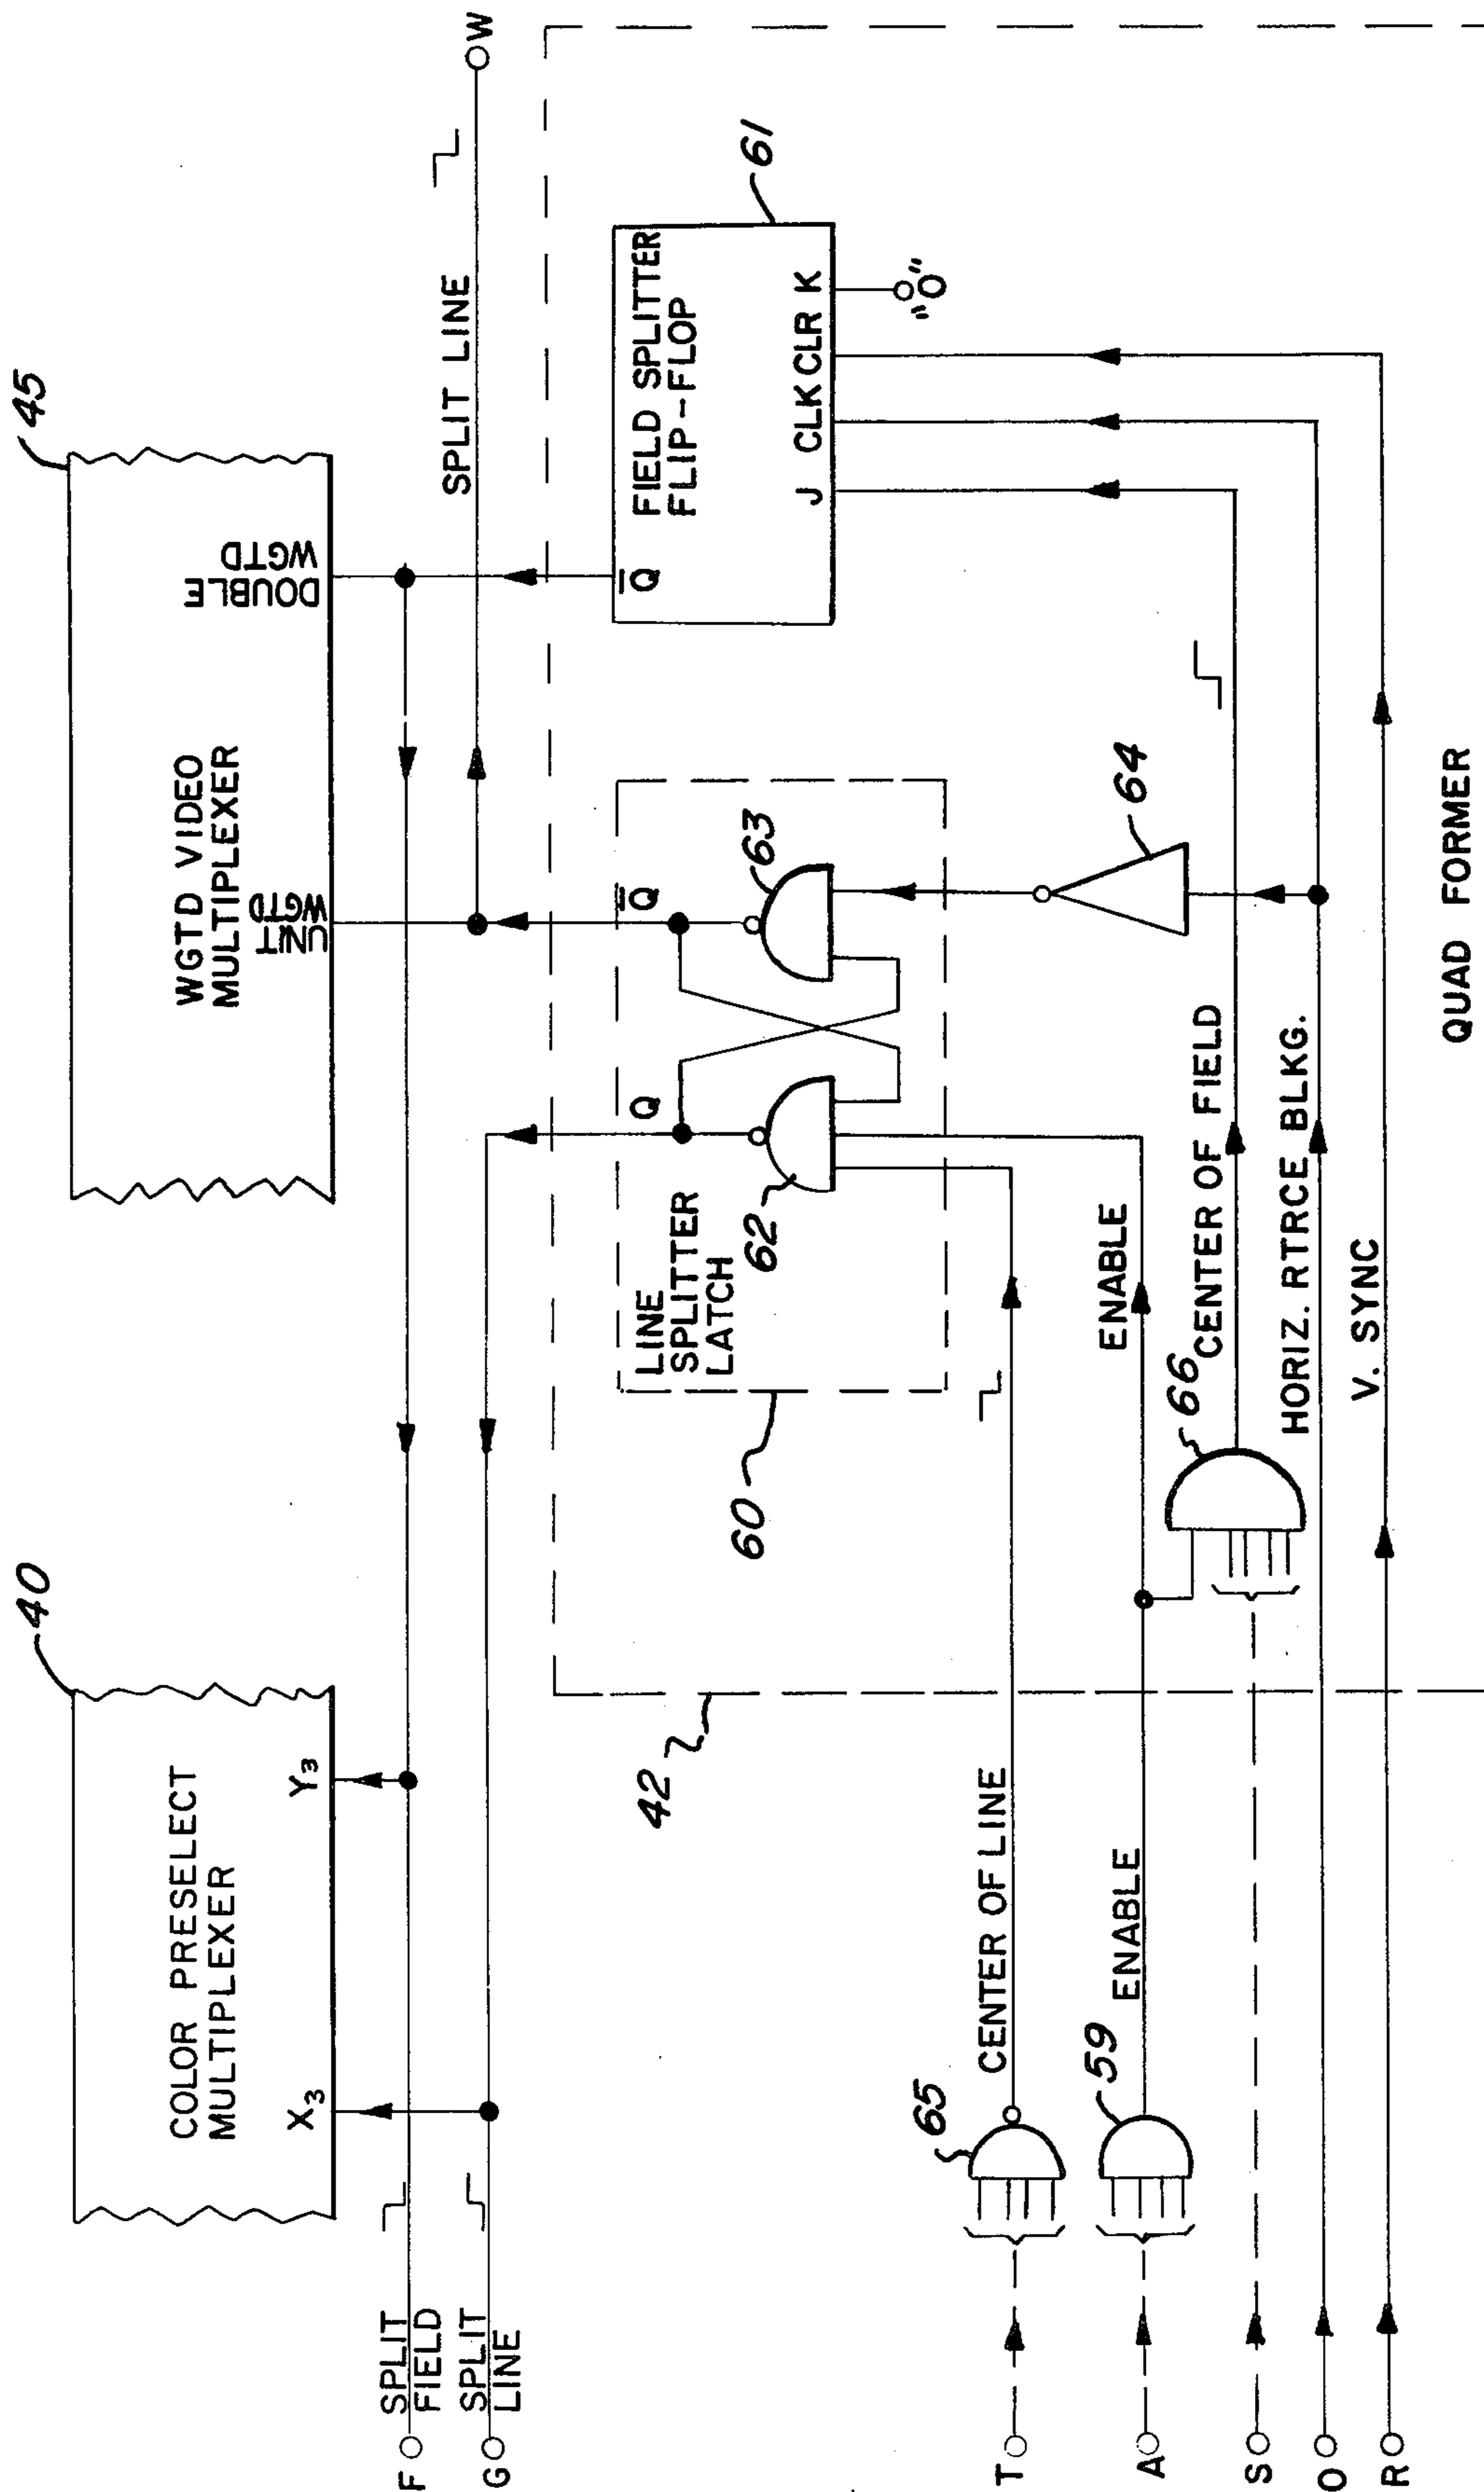 40
COLOR PRESELECT
MULTIPLEXER
X3
Y3
45
WGTD VIDEO
MULTIPLEXER
UNIT
WGTD
DOUBLE
WGTD
F
SPLIT
FIELD
G
SPLIT
LINE
SPLIT LINE
W
42
60
LINE
SPLITTER
LATCH
62
63
Q
Q̅
61
FIELD SPLITTER
FLIP-FLOP
Q̅
J
CLK
CLR
K
"O"
64
T
65
CENTER OF LINE
A
59
ENABLE
ENABLE
S
66
CENTER OF FIELD
O
HORIZ. RTRCE BLKG.
R
V. SYNC
QUAD FORMER